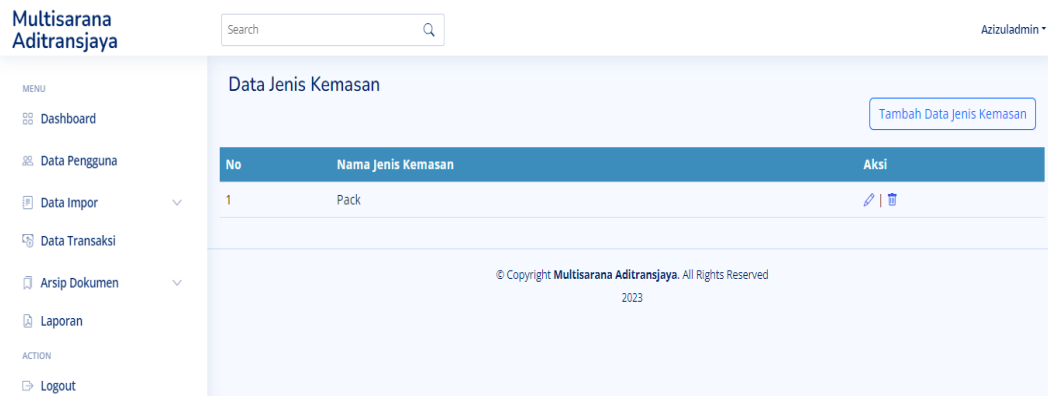 Multisarana
Aditransjaya
Search
Azizuladmin
MENU
Dashboard
Data Pengguna
Data Impor
Data Transaksi
Arsip Dokumen
Laporan
ACTION
Logout
Data Jenis Kemasan
Tambah Data Jenis Kemasan
No Nama Jenis Kemasan Aksi
1 Pack |
© Copyright Multisarana Aditransjaya. All Rights Reserved
2023